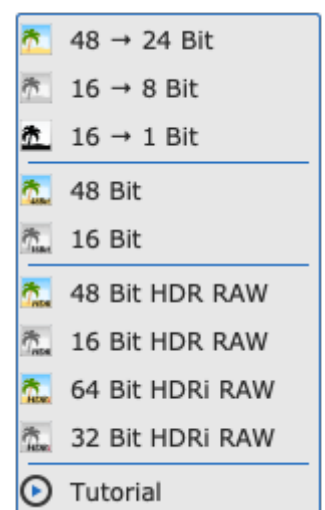 48 → 24 Bit
16 → 8 Bit
16 → 1 Bit
48 Bit
16 Bit
48 Bit HDR RAW
16 Bit HDR RAW
64 Bit HDRi RAW
32 Bit HDRi RAW
Tutorial